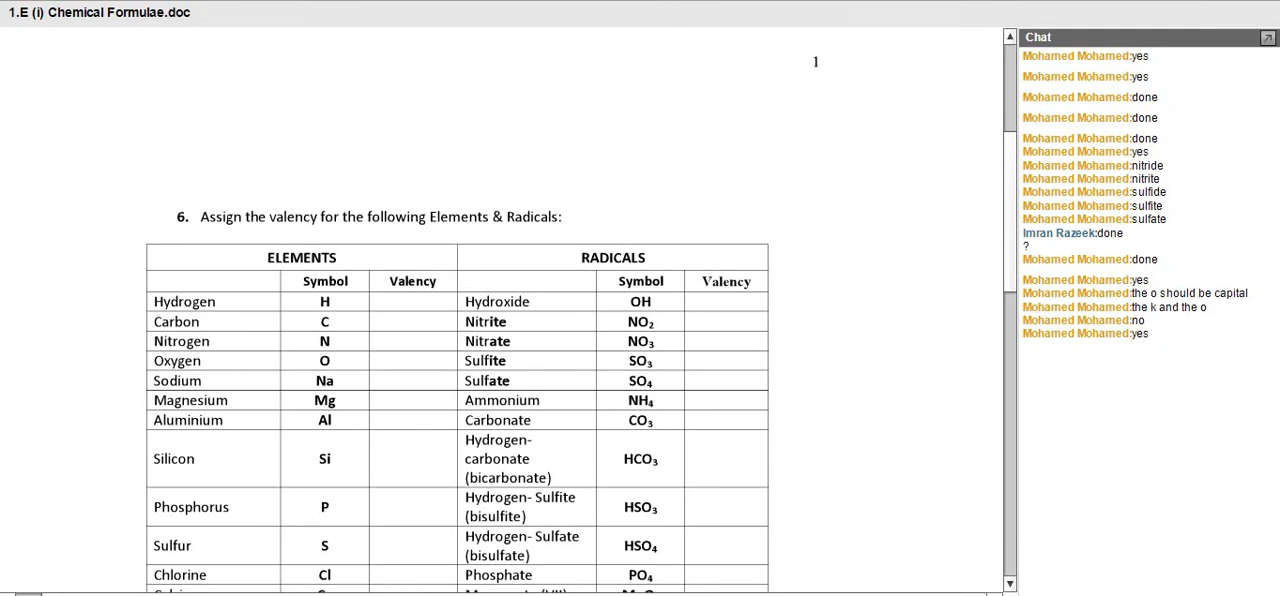 1.E (i) Chemical Formulae.doc
1
6. Assign the valency for the following Elements & Radicals:
ELEMENTS RADICALS
Symbol Valency Symbol Valency
Hydrogen H Hydroxide OH
Carbon C Nitrite NO₂
Nitrogen N Nitrate NO₃
Oxygen O Sulfite SO₃
Sodium Na Sulfate SO₄
Magnesium Mg Ammonium NH₄
Aluminium Al Carbonate CO₃
Silicon Si Hydrogen-
carbonate
(bicarbonate) HCO₃
Phosphorus P Hydrogen- Sulfite
(bisulfite) HSO₃
Sulfur S Hydrogen- Sulfate
(bisulfate) HSO₄
Chlorine Cl Phosphate PO₄
Chat
Mohamed Mohamed:yes
Mohamed Mohamed:yes
Mohamed Mohamed:done
Mohamed Mohamed:done
Mohamed Mohamed:done
Mohamed Mohamed:yes
Mohamed Mohamed:nitride
Mohamed Mohamed:nitrite
Mohamed Mohamed:sulfide
Mohamed Mohamed:sulfite
Mohamed Mohamed:sulfate
Imran Razeek:done
?
Mohamed Mohamed:done
Mohamed Mohamed:yes
Mohamed Mohamed:the o should be capital
Mohamed Mohamed:the k and the o
Mohamed Mohamed:no
Mohamed Mohamed:yes